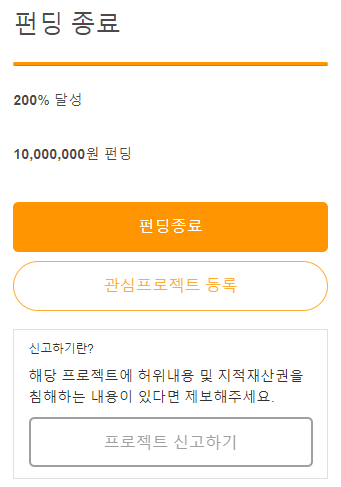 펀딩 종료
200% 달성
10,000,000원 펀딩
펀딩종료
관심프로젝트 등록
신고하기란?
해당 프로젝트에 허위내용 및 지적재산권을
침해하는 내용이 있다면 제보해주세요.
프로젝트 신고하기